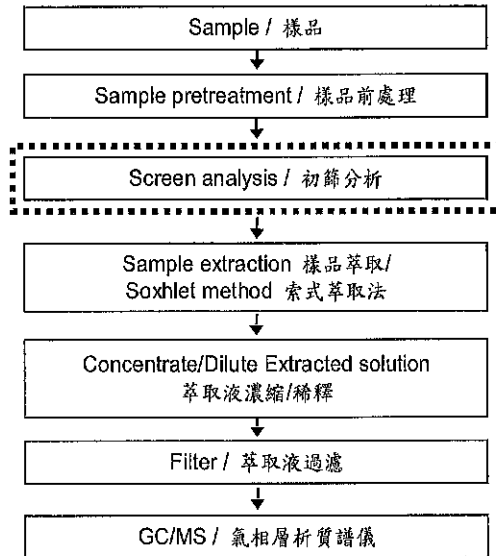 Sample / 樣品
Sample pretreatment / 樣品前處理
Screen analysis / 初篩分析
Sample extraction 樣品萃取/
Soxhlet method 索式萃取法
Concentrate/Dilute Extracted solution
萃取液濃縮/稀釋
Filter / 萃取液過濾
GC/MS / 氣相層析質譜儀